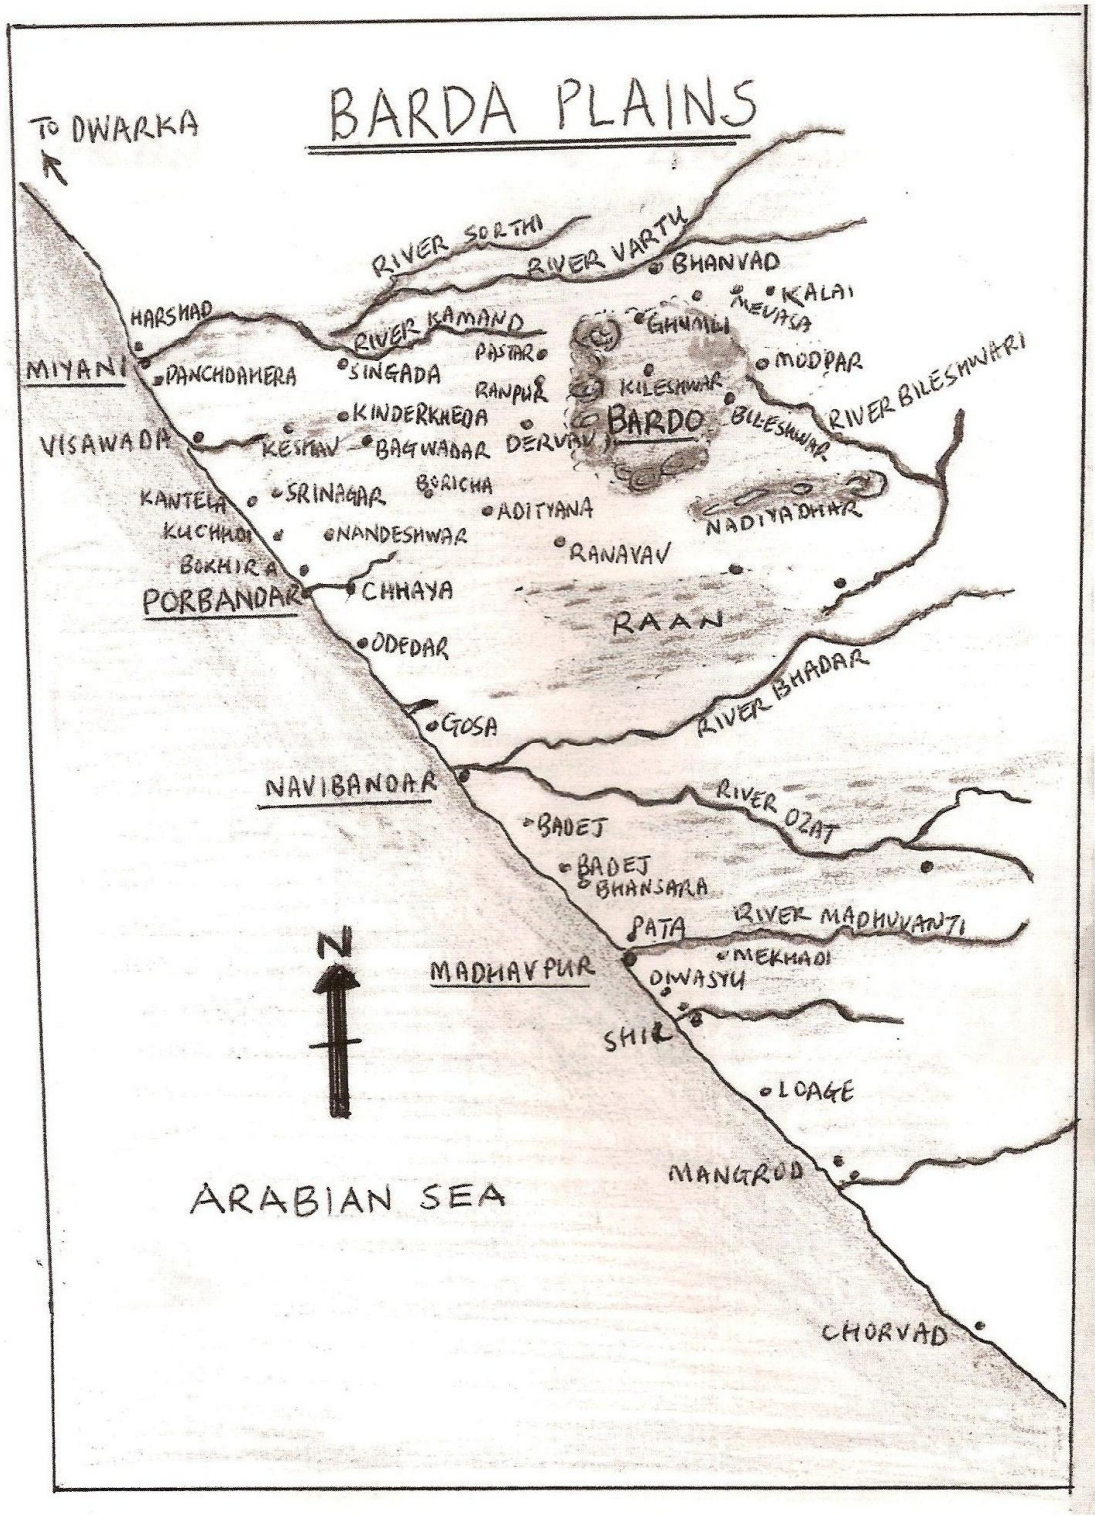 BARDA PLAINS
TO DWARKA
RIVER SORTHI
RIVER VARTU
BHANVAD
HARSHAD
RIVER KAMAND
GHUMLI
MEVASA
KALAI
MIYANI
PANCHDAHERA
SINGADA
PASTAR
MODPAR
RANPUR
KILESHWAR
RIVER BILESHWARI
KINDERKHEDA
BARDO
BILESHWAR
VISAWADA
KESHAV
BAGWADAR
DERVAV
KANTELA
SRINAGAR
BORICHA
ADITYANA
NADIYADHAR
KUCHHDI
NANDESHWAR
RANAVAV
BOKHIRA
PORBANDAR
CHHAYA
RAAN
ODEDAR
RIVER BHADAR
GOSA
NAVIBANDAR
RIVER OZAT
BADEJ
BADEJ
BHANSARA
PATA
RIVER MADHUVANTI
MADHAVPUR
MEKHADI
DIWASYU
N
SHIL
LOAGE
MANGROD
ARABIAN SEA
CHORVAD